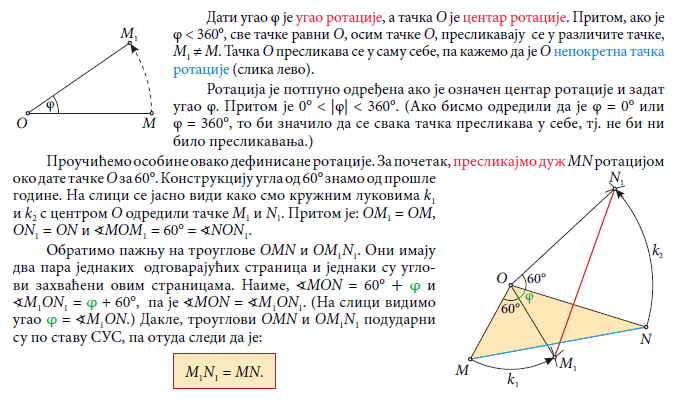 Дати угао φ је угао ротације, а тачка O је центар ротације. Притом, ако је
φ < 360°, све тачке равни O, осим тачке O, пресликавају се у различите тачке,
M₁ ≠ M. Тачка O пресликава се у саму себе, па кажемо да је O непокретна тачка
ротације (слика лево).
Ротација је потпуно одређена ако је означен центар ротације и задат
угао φ. Притом је 0° < |φ| < 360°. (Ако бисмо одредили да је φ = 0° или
φ = 360°, то би значило да се свака тачка пресликава у себе, тј. не би ни
било пресликавања.)
M₁
φ
O
M
Проучићемо особине овако дефинисане ротације. За почетак, пресликајмо дуж MN ротацијом
око дате тачке O за 60°. Конструкцију угла од 60° знамо од прошле
године. На слици се јасно види како смо кружним луковима k₁
и k₂ с центром O одредили тачке M₁ и N₁. Притом је: OM₁ = OM,
ON₁ = ON и ∢MOM₁ = 60° = ∢NON₁.
Обратимо пажњу на троуглове OMN и OM₁N₁. Они имају
два пара једнаких одговарајућих страница и једнаки су угло-
ви захваћени овим страницама. Наиме, ∢MON = 60° + φ и
∢M₁ON₁ = φ + 60°, па је ∢MON = ∢M₁ON₁. (На слици видимо
угао φ = ∢M₁ON.) Дакле, троуглови OMN и OM₁N₁ подударни
су по ставу СУС, па отуда следи да је:
M₁N₁ = MN.
N₁
k₂
O
60°
φ
60°
N
M
M₁
k₁